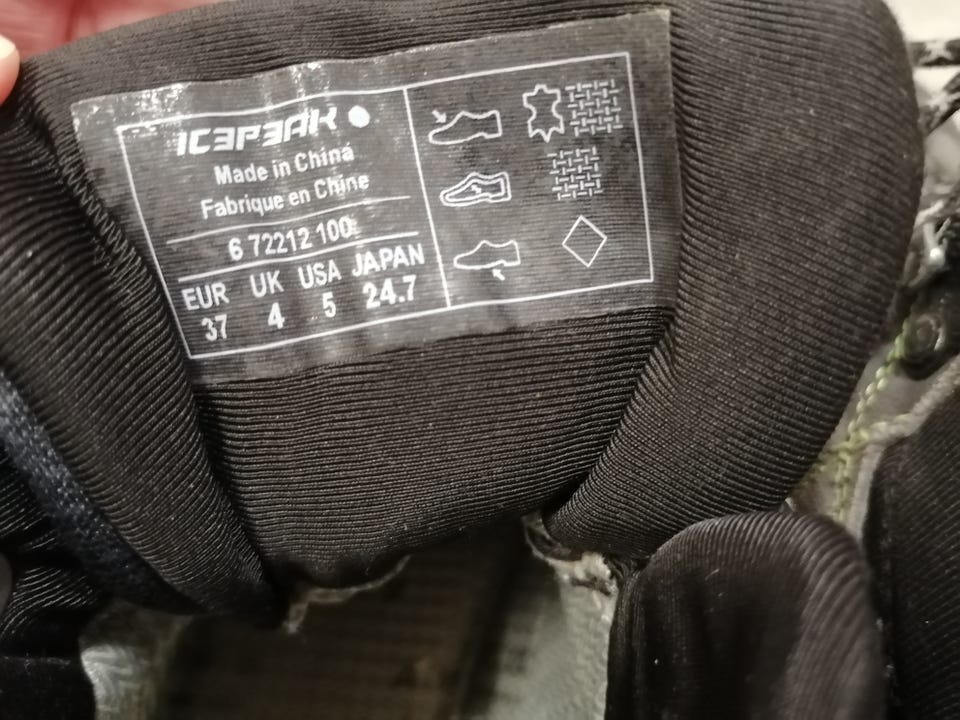 ICEPEAK
Made in China
Fabrique en Chine
6 72212 100
EUR UK USA JAPAN
37 4 5 24.7